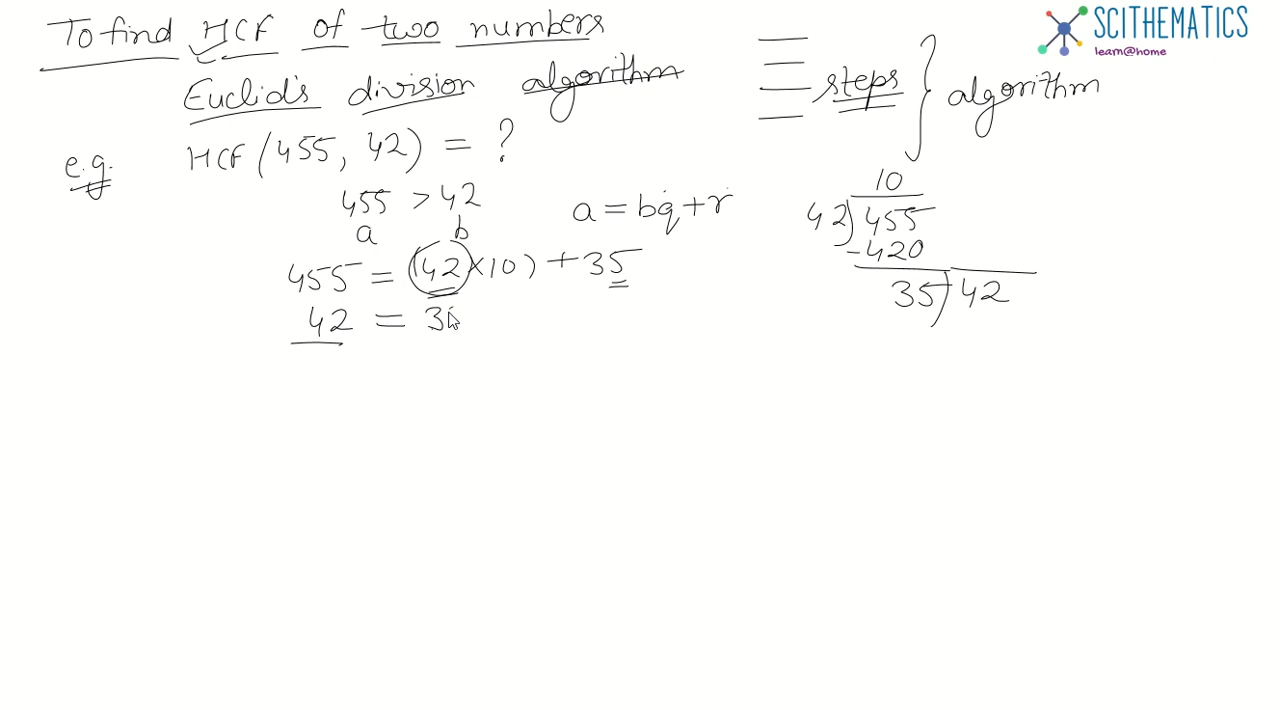 To find HCF of two numbers
Euclid's division algorithm
steps } algorithm
SCITHEMATICS
learn@home
e.g. HCF (455, 42) = ?
455 > 42
a b
a = bq + r
455 = (42 × 10) + 35
42 = 35
10
42) 455
-420
35) 42